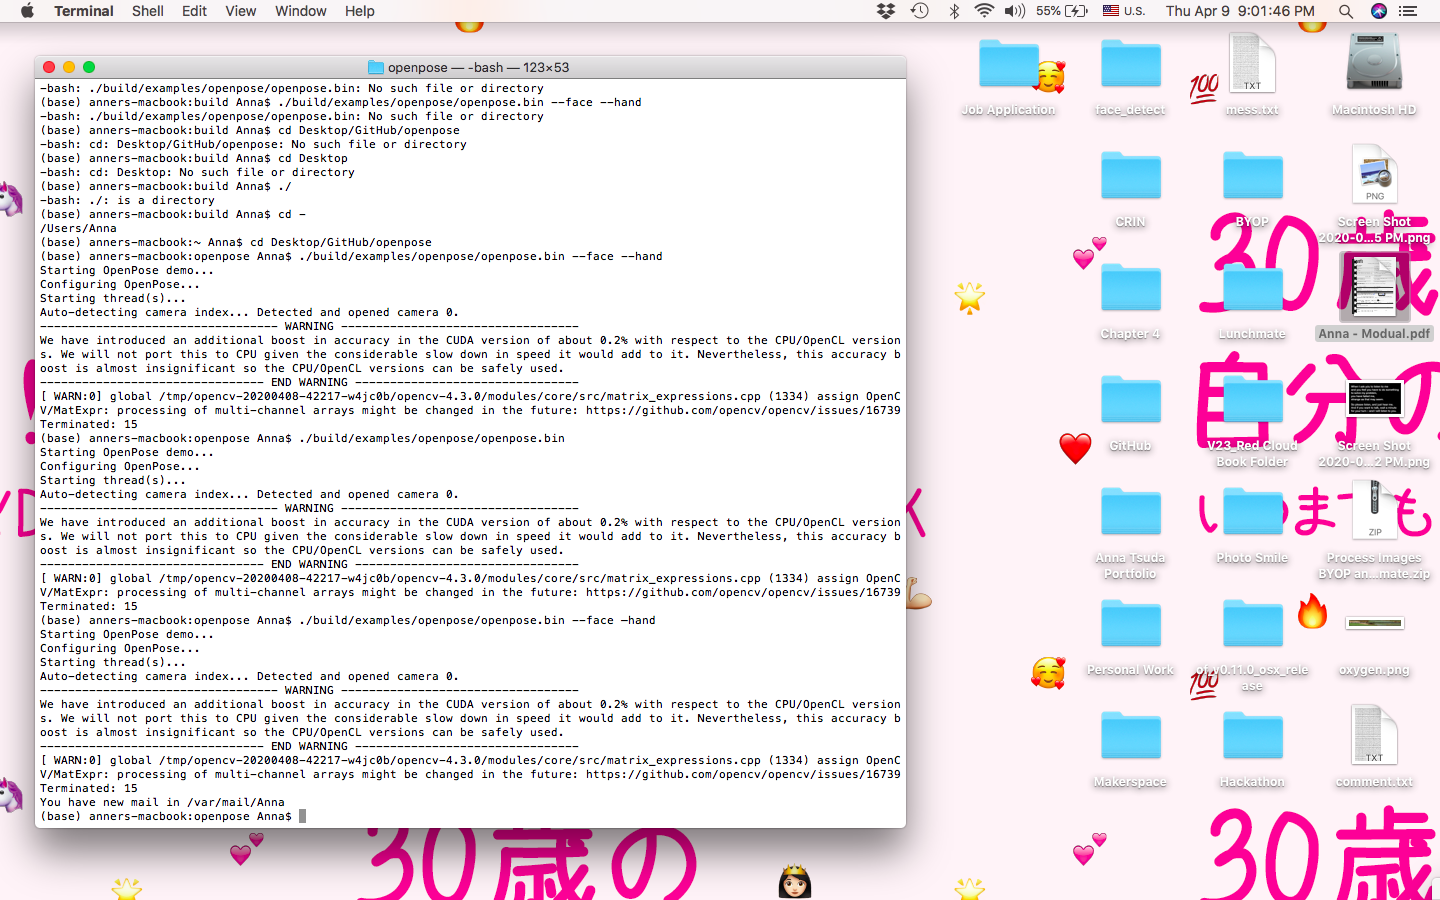 Terminal Shell Edit View Window Help 55% U.S. Thu Apr 9 9:01:46 PM
openpose — -bash — 123×53
-bash: ./build/examples/openpose/openpose.bin: No such file or directory
(base) anners-macbook:build Anna$ ./build/examples/openpose/openpose.bin --face --hand
-bash: ./build/examples/openpose/openpose.bin: No such file or directory
(base) anners-macbook:build Anna$ cd Desktop/GitHub/openpose
-bash: cd: Desktop/GitHub/openpose: No such file or directory
(base) anners-macbook:build Anna$ cd Desktop
-bash: cd: Desktop: No such file or directory
(base) anners-macbook:build Anna$ ./
-bash: ./: is a directory
(base) anners-macbook:build Anna$ cd -
/Users/Anna
(base) anners-macbook:~ Anna$ cd Desktop/GitHub/openpose
(base) anners-macbook:openpose Anna$ ./build/examples/openpose/openpose.bin --face --hand
Starting OpenPose demo...
Configuring OpenPose...
Starting thread(s)...
Auto-detecting camera index... Detected and opened camera 0.
---------------------------------- WARNING ----------------------------------
We have introduced an additional boost in accuracy in the CUDA version of about 0.2% with respect to the CPU/OpenCL version
s. We will not port this to CPU given the considerable slow down in speed it would add to it. Nevertheless, this accuracy b
oost is almost insignificant so the CPU/OpenCL versions can be safely used.
-------------------------------- END WARNING --------------------------------
[ WARN:0] global /tmp/opencv-20200408-42217-w4jc0b/opencv-4.3.0/modules/core/src/matrix_expressions.cpp (1334) assign OpenC
V/MatExpr: processing of multi-channel arrays might be changed in the future: https://github.com/opencv/opencv/issues/16739
Terminated: 15
(base) anners-macbook:openpose Anna$ ./build/examples/openpose/openpose.bin
Starting OpenPose demo...
Configuring OpenPose...
Starting thread(s)...
Auto-detecting camera index... Detected and opened camera 0.
---------------------------------- WARNING ----------------------------------
We have introduced an additional boost in accuracy in the CUDA version of about 0.2% with respect to the CPU/OpenCL version
s. We will not port this to CPU given the considerable slow down in speed it would add to it. Nevertheless, this accuracy b
oost is almost insignificant so the CPU/OpenCL versions can be safely used.
-------------------------------- END WARNING --------------------------------
[ WARN:0] global /tmp/opencv-20200408-42217-w4jc0b/opencv-4.3.0/modules/core/src/matrix_expressions.cpp (1334) assign OpenC
V/MatExpr: processing of multi-channel arrays might be changed in the future: https://github.com/opencv/opencv/issues/16739
Terminated: 15
(base) anners-macbook:openpose Anna$ ./build/examples/openpose/openpose.bin --face —hand
Starting OpenPose demo...
Configuring OpenPose...
Starting thread(s)...
Auto-detecting camera index... Detected and opened camera 0.
---------------------------------- WARNING ----------------------------------
We have introduced an additional boost in accuracy in the CUDA version of about 0.2% with respect to the CPU/OpenCL version
s. We will not port this to CPU given the considerable slow down in speed it would add to it. Nevertheless, this accuracy b
oost is almost insignificant so the CPU/OpenCL versions can be safely used.
-------------------------------- END WARNING --------------------------------
[ WARN:0] global /tmp/opencv-20200408-42217-w4jc0b/opencv-4.3.0/modules/core/src/matrix_expressions.cpp (1334) assign OpenC
V/MatExpr: processing of multi-channel arrays might be changed in the future: https://github.com/opencv/opencv/issues/16739
Terminated: 15
You have new mail in /var/mail/Anna
(base) anners-macbook:openpose Anna$
TXT
Job Application
face_detect
mess.txt
Macintosh HD
PNG
CRIN
BYOP
Screen Shot
2020-0...5 PM.png
Chapter 4
Lunchmate
Anna - Modual.pdf
GitHub
V23_Red Cloud
Book Folder
Screen Shot
2020-0...2 PM.png
ZIP
Anna Tsuda
Portfolio
Photo Smile
Process Images
BYOP an...mate.zip
Personal Work
of_v0.11.0_osx_rele
ase
oxygen.png
TXT
Makerspace
Hackathon
comment.txt
100
30歳
自分の
いつまでも
100
30歳の
30歳